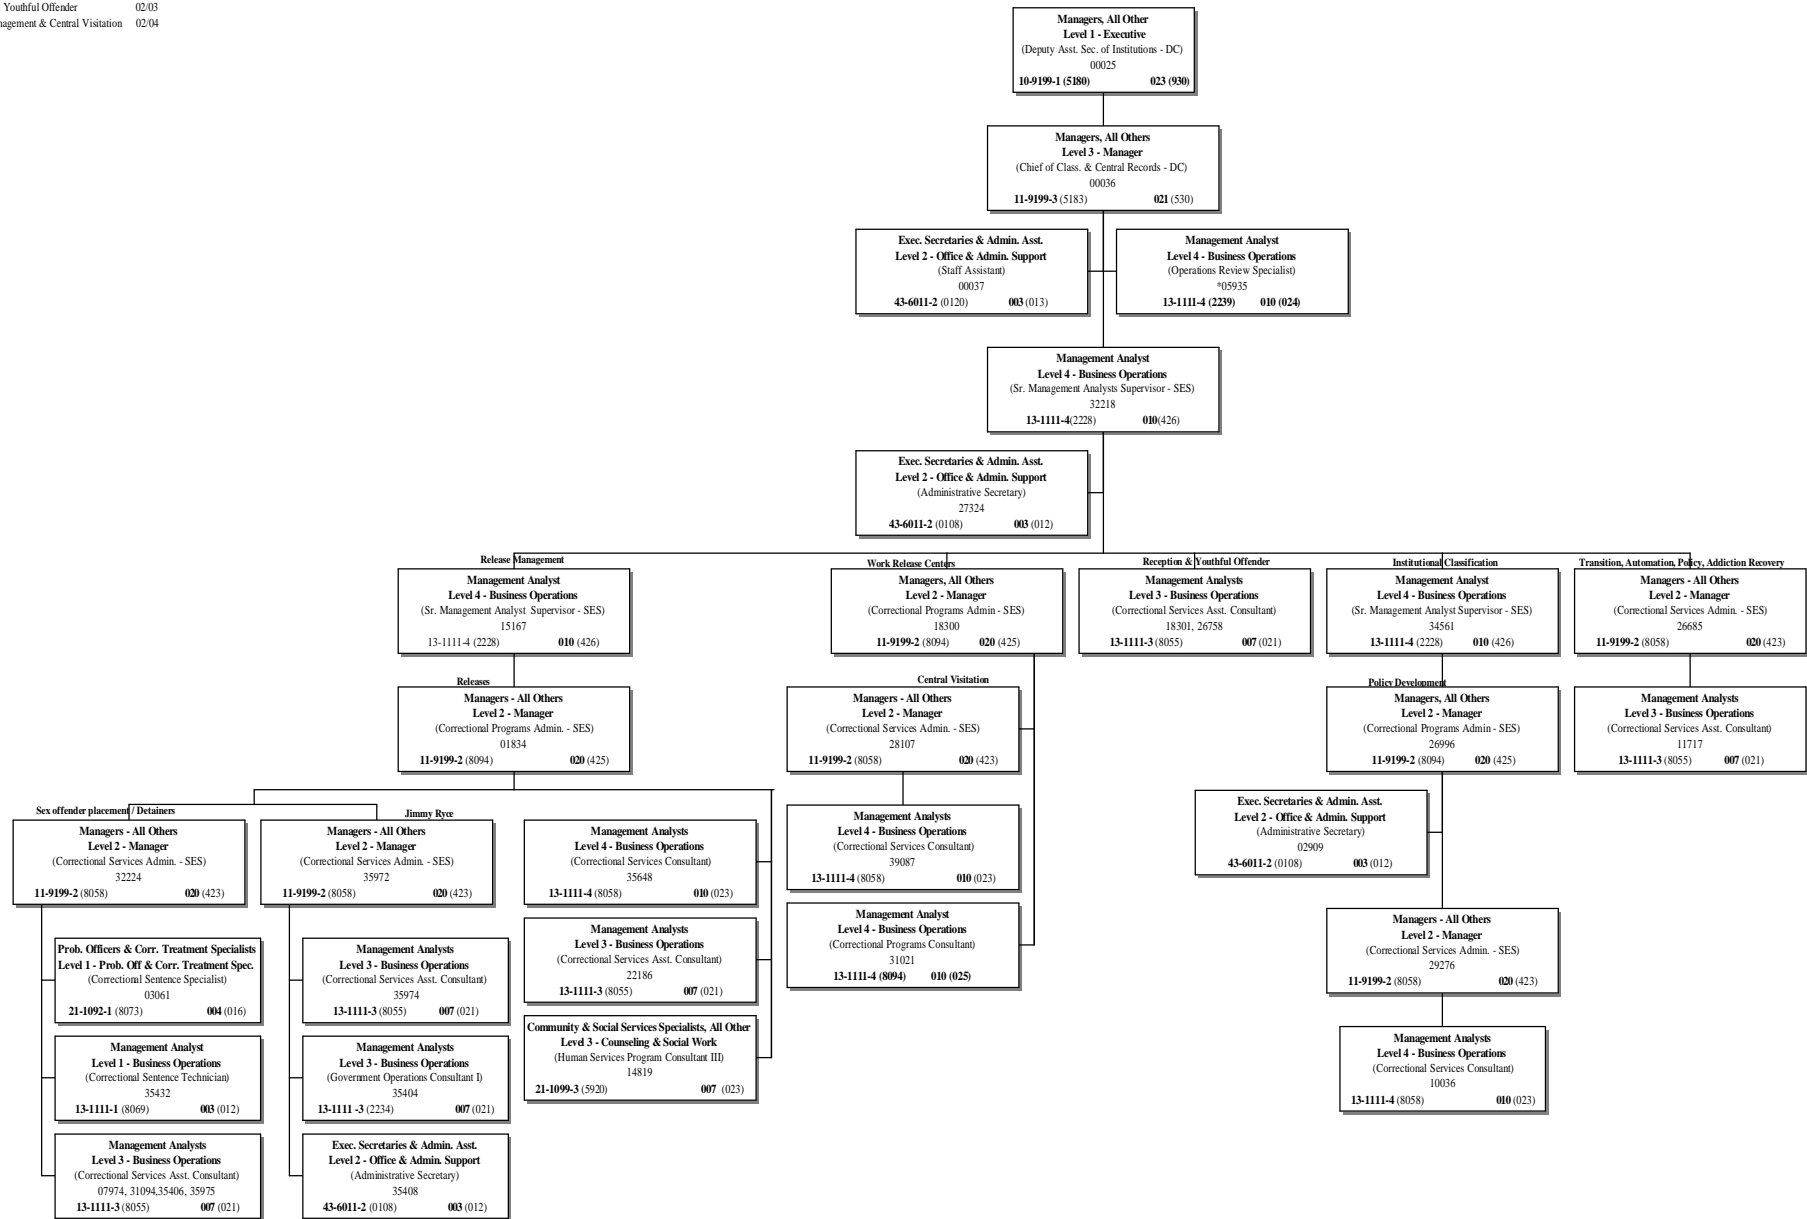 Youthful Offender 02/03
nagement & Central Visitation 02/04
Managers, All Other
Level 1 - Executive
(Deputy Asst. Sec. of Institutions - DC)
00025
10-9199-1 (5180) 023 (930)
Managers, All Others
Level 3 - Manager
(Chief of Class. & Central Records - DC)
00036
11-9199-3 (5183) 021 (530)
Exec. Secretaries & Admin. Asst.
Level 2 - Office & Admin. Support
(Staff Assistant)
00037
43-6011-2 (0120) 003 (013)
Management Analyst
Level 4 - Business Operations
(Operations Review Specialist)
*05935
13-1111-4 (2239) 010 (024)
Management Analyst
Level 4 - Business Operations
(Sr. Management Analysts Supervisor - SES)
32218
13-1111-4(2228) 010(426)
Exec. Secretaries & Admin. Asst.
Level 2 - Office & Admin. Support
(Administrative Secretary)
27324
43-6011-2 (0108) 003 (012)
Release Management
Management Analyst
Level 4 - Business Operations
(Sr. Management Analyst Supervisor - SES)
15167
13-1111-4 (2228) 010 (426)
Work Release Centers
Managers, All Others
Level 2 - Manager
(Correctional Programs Admin - SES)
18300
11-9199-2 (8094) 020 (425)
Reception & Youthful Offender
Management Analysts
Level 3 - Business Operations
(Correctional Services Asst. Consultant)
18301, 26758
13-1111-3 (8055) 007 (021)
Institutional Classification
Management Analyst
Level 4 - Business Operations
(Sr. Management Analyst Supervisor - SES)
34561
13-1111-4 (2228) 010 (426)
Transition, Automation, Policy, Addiction Recovery
Managers - All Others
Level 2 - Manager
(Correctional Services Admin. - SES)
26685
11-9199-2 (8058) 020 (423)
Releases
Managers - All Others
Level 2 - Manager
(Correctional Programs Admin. - SES)
01834
11-9199-2 (8094) 020 (425)
Central Visitation
Managers - All Others
Level 2 - Manager
(Correctional Services Admin. - SES)
28107
11-9199-2 (8058) 020 (423)
Policy Development
Managers, All Others
Level 2 - Manager
(Correctional Programs Admin - SES)
26996
11-9199-2 (8094) 020 (425)
Management Analysts
Level 3 - Business Operations
(Correctional Services Asst. Consultant)
11717
13-1111-3 (8055) 007 (021)
Sex offender placement / Detainers
Managers - All Others
Level 2 - Manager
(Correctional Services Admin. - SES)
32224
11-9199-2 (8058) 020 (423)
Jimmy Ryce
Managers - All Others
Level 2 - Manager
(Correctional Services Admin. - SES)
35972
11-9199-2 (8058) 020 (423)
Management Analysts
Level 4 - Business Operations
(Correctional Services Consultant)
35648
13-1111-4 (8058) 010 (023)
Management Analysts
Level 4 - Business Operations
(Correctional Services Consultant)
39087
13-1111-4 (8058) 010 (023)
Exec. Secretaries & Admin. Asst.
Level 2 - Office & Admin. Support
(Administrative Secretary)
02909
43-6011-2 (0108) 003 (012)
Prob. Officers & Corr. Treatment Specialists
Level 1 - Prob. Off & Corr. Treatment Spec.
(Correctional Sentence Specialist)
03061
21-1092-1 (8073) 004 (016)
Management Analysts
Level 3 - Business Operations
(Correctional Services Asst. Consultant)
35974
13-1111-3 (8055) 007 (021)
Management Analysts
Level 3 - Business Operations
(Correctional Services Asst. Consultant)
22186
13-1111-3 (8055) 007 (021)
Management Analyst
Level 4 - Business Operations
(Correctional Programs Consultant)
31021
13-1111-4 (8094) 010 (025)
Managers - All Others
Level 2 - Manager
(Correctional Services Admin. - SES)
29276
11-9199-2 (8058) 020 (423)
Management Analyst
Level 1 - Business Operations
(Correctional Sentence Technician)
35432
13-1111-1 (8069) 003 (012)
Management Analysts
Level 3 - Business Operations
(Government Operations Consultant I)
35404
13-1111 -3 (2234) 007 (021)
Community & Social Services Specialists, All Other
Level 3 - Counseling & Social Work
(Human Services Program Consultant III)
14819
21-1099-3 (5920) 007 (023)
Management Analysts
Level 4 - Business Operations
(Correctional Services Consultant)
10036
13-1111-4 (8058) 010 (023)
Management Analysts
Level 3 - Business Operations
(Correctional Services Asst. Consultant)
07974, 31094,35406, 35975
13-1111-3 (8055) 007 (021)
Exec. Secretaries & Admin. Asst.
Level 2 - Office & Admin. Support
(Administrative Secretary)
35408
43-6011-2 (0108) 003 (012)